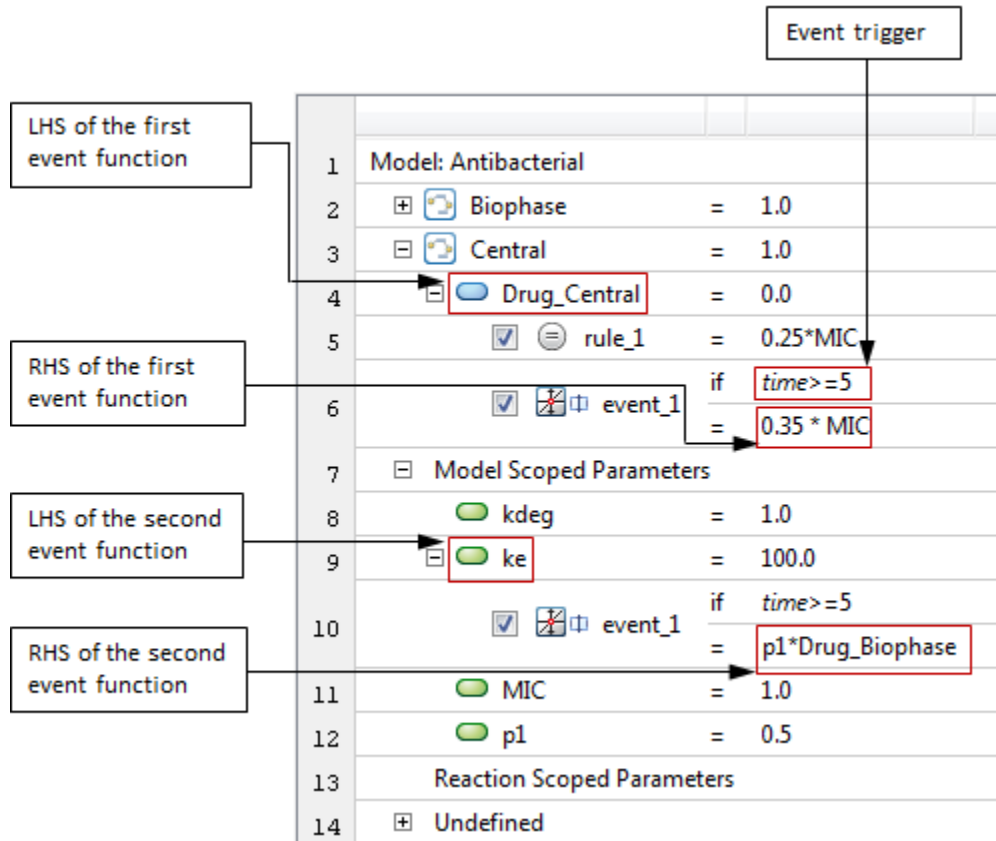 Event trigger
LHS of the first
event function
1 Model: Antibacterial
2 Biophase = 1.0
3 Central = 1.0
4 Drug_Central = 0.0
5 rule_1 = 0.25*MIC
RHS of the first
event function
6 event_1 if time>=5
= 0.35 * MIC
7 Model Scoped Parameters
LHS of the second
event function
8 kdeg = 1.0
9 ke = 100.0
10 event_1 if time>=5
= p1*Drug_Biophase
RHS of the second
event function
11 MIC = 1.0
12 p1 = 0.5
13 Reaction Scoped Parameters
14 Undefined